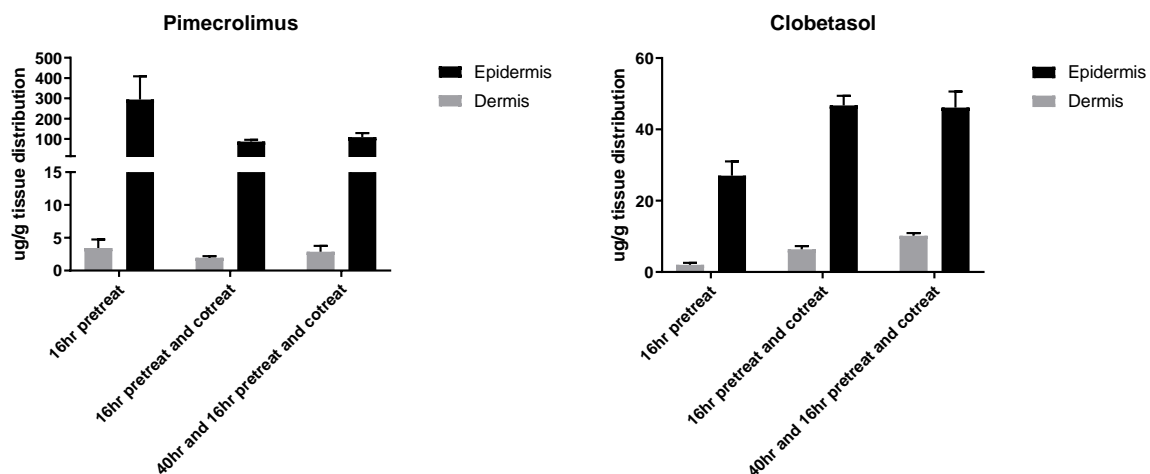 Pimecrolimus
ug/g tissue distribution
500
400
300
200
100
15
10
5
0
16hr pretreat
16hr pretreat and cotreat
40hr and 16hr pretreat and cotreat
Epidermis
Dermis
Clobetasol
ug/g tissue distribution
60
40
20
0
16hr pretreat
16hr pretreat and cotreat
40hr and 16hr pretreat and cotreat
Epidermis
Dermis